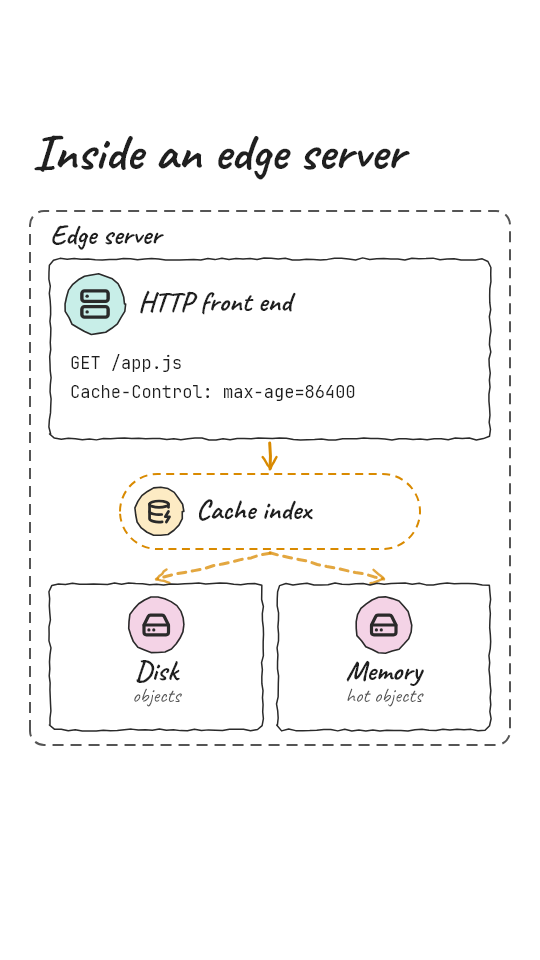 Inside an edge server
Edge server
HTTP front end
GET /app.js
Cache-Control: max-age=86400
Cache index
Disk
objects
Memory
hot objects